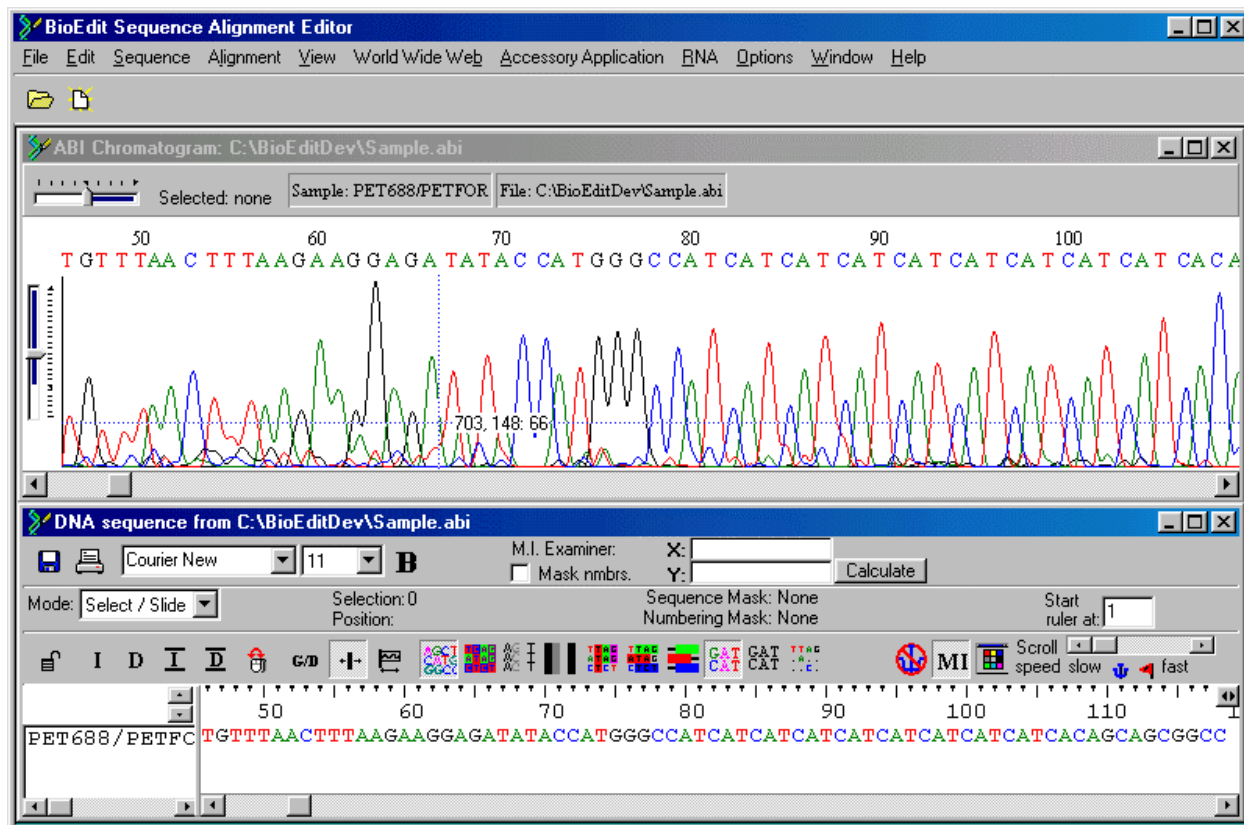 BioEdit Sequence Alignment Editor
File Edit Sequence Alignment View World Wide Web Accessory Application RNA Options Window Help
ABI Chromatogram: C:\BioEditDev\Sample.abi
Selected: none Sample: PET688/PETFOR File: C:\BioEditDev\Sample.abi
50 60 70 80 90 100
TGTTTAACTTTAAGAAGGAGATATACCATGGGCCATCATCATCATCATCATCATCATCATCACA
703, 148: 66
DNA sequence from C:\BioEditDev\Sample.abi
Courier New 11 B M.I. Examiner: X:
Mask nmbrs. Y: Calculate
Mode: Select / Slide Selection: 0 Sequence Mask: None Start
Position: Numbering Mask: None ruler at: 1
I D I D G/D GAT CAT GAT CAT MI Scroll
speed slow fast
50 60 70 80 90 100 110
PET688/PETFO TGTTTAACTTTAAGAAGGAGATATACCATGGGCCATCATCATCATCATCATCATCATCATCACAGCAGCGGCC